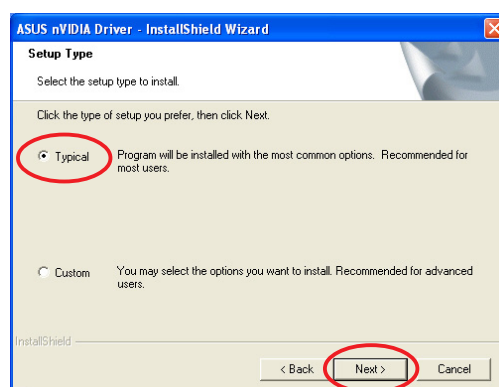 ASUS nVIDIA Driver - InstallShield Wizard
Setup Type
Select the setup type to install.
Click the type of setup you prefer, then click Next.
Typical
Program will be installed with the most common options. Recommended for
most users.
Custom
You may select the options you want to install. Recommended for advanced
users.
InstallShield
< Back
Next >
Cancel